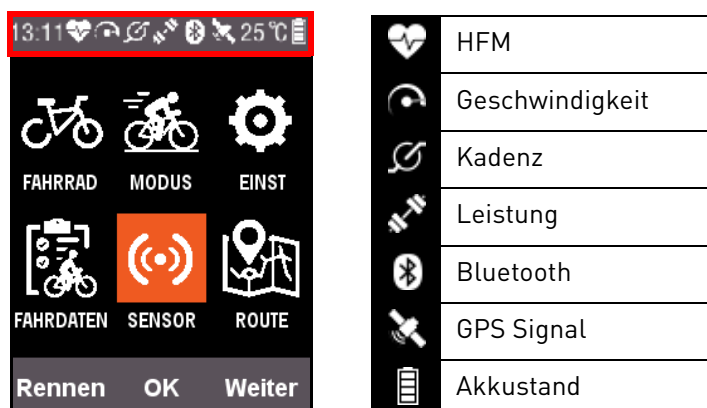 13:11 25 ℃
FAHRRAD MODUS EINST
FAHRDATEN SENSOR ROUTE
Rennen OK Weiter
HFM
Geschwindigkeit
Kadenz
Leistung
Bluetooth
GPS Signal
Akkustand